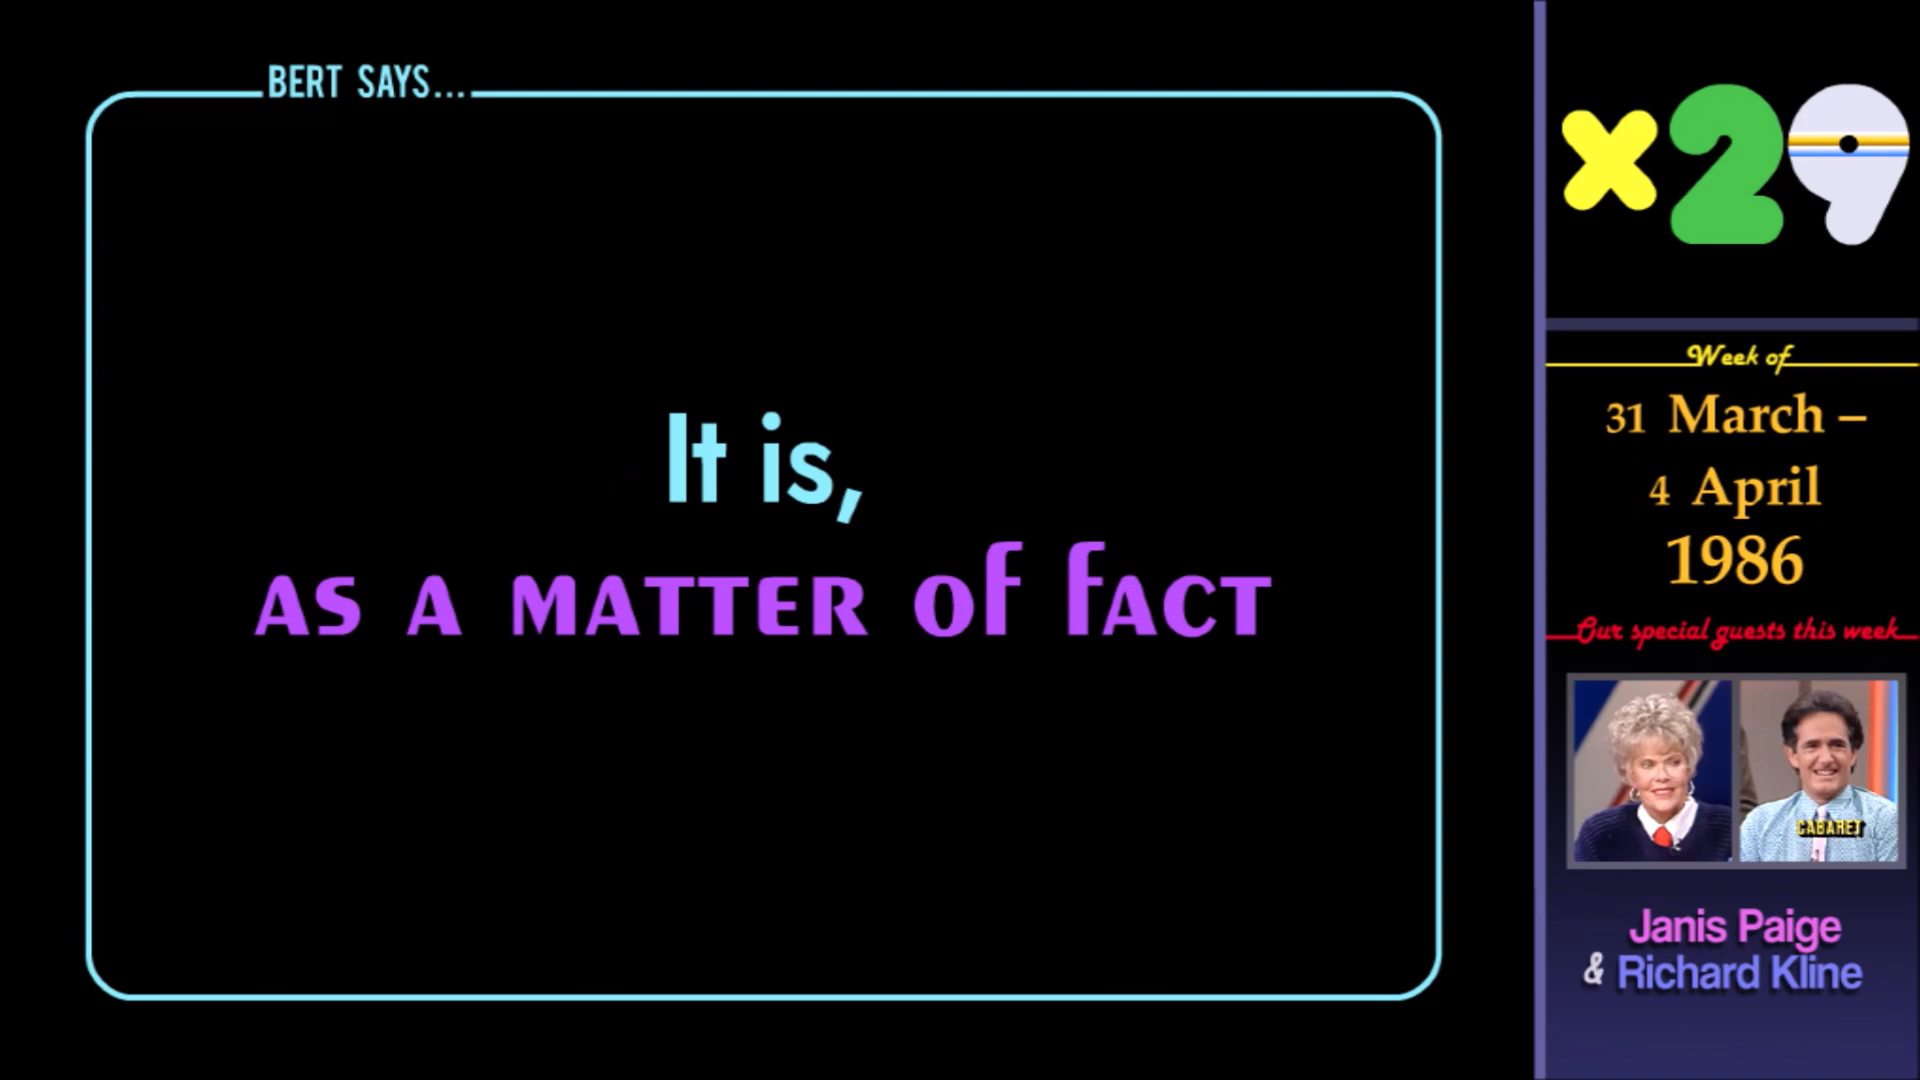 BERT SAYS...
It is,
AS A MATTER Of fACT
x29
Week of
31 March –
4 April
1986
Our special guests this week
CABARET
Janis Paige
& Richard Kline